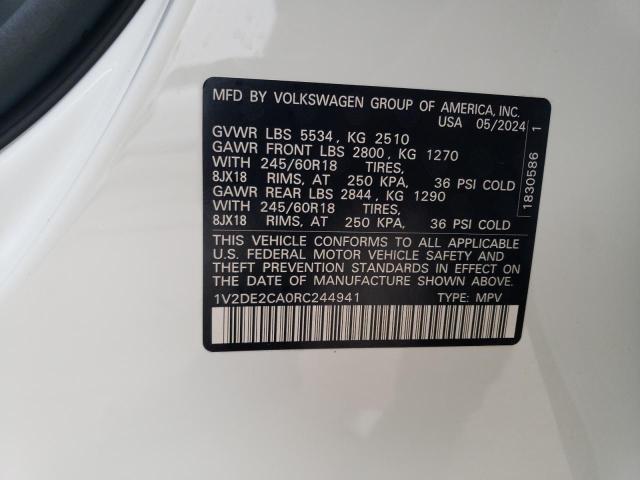 MFD BY VOLKSWAGEN GROUP OF AMERICA, INC.
USA 05/2024
GVWR LBS 5534 , KG 2510
GAWR FRONT LBS 2800 , KG 1270
WITH 245/60R18 TIRES,
8JX18 RIMS, AT 250 KPA, 36 PSI COLD
GAWR REAR LBS 2844 , KG 1290
WITH 245/60R18 TIRES,
8JX18 RIMS, AT 250 KPA, 36 PSI COLD
THIS VEHICLE CONFORMS TO ALL APPLICABLE
U.S. FEDERAL MOTOR VEHICLE SAFETY AND
THEFT PREVENTION STANDARDS IN EFFECT ON
THE DATE OF MANUFACTURE SHOWN ABOVE.
1V2DE2CA0RC244941 TYPE: MPV
1830586 1